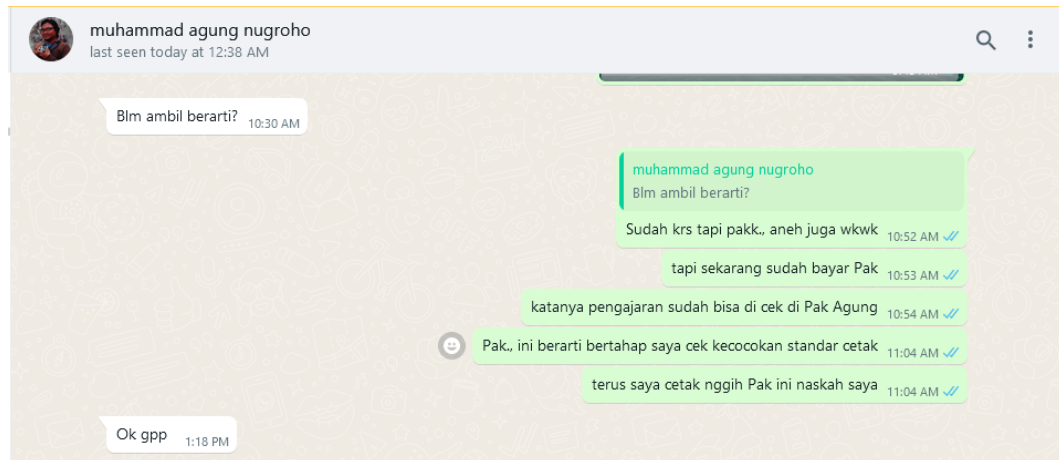 muhammad agung nugroho
last seen today at 12:38 AM
Blm ambil berarti? 10:30 AM
muhammad agung nugroho
Blm ambil berarti?
Sudah krs tapi pakk., aneh juga wkwk 10:52 AM
tapi sekarang sudah bayar Pak 10:53 AM
katanya pengajaran sudah bisa di cek di Pak Agung 10:54 AM
Pak., ini berarti bertahap saya cek kecocokan standar cetak 11:04 AM
terus saya cetak nggih Pak ini naskah saya 11:04 AM
Ok gpp 1:18 PM